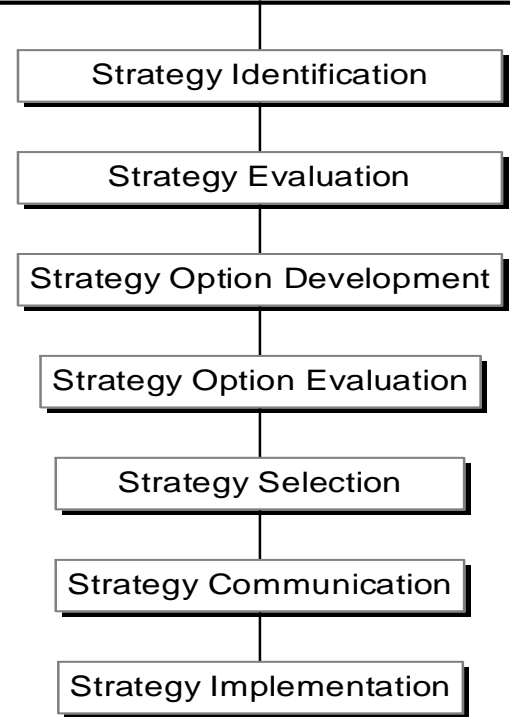 Strategy Identification
Strategy Evaluation
Strategy Option Development
Strategy Option Evaluation
Strategy Selection
Strategy Communication
Strategy Implementation